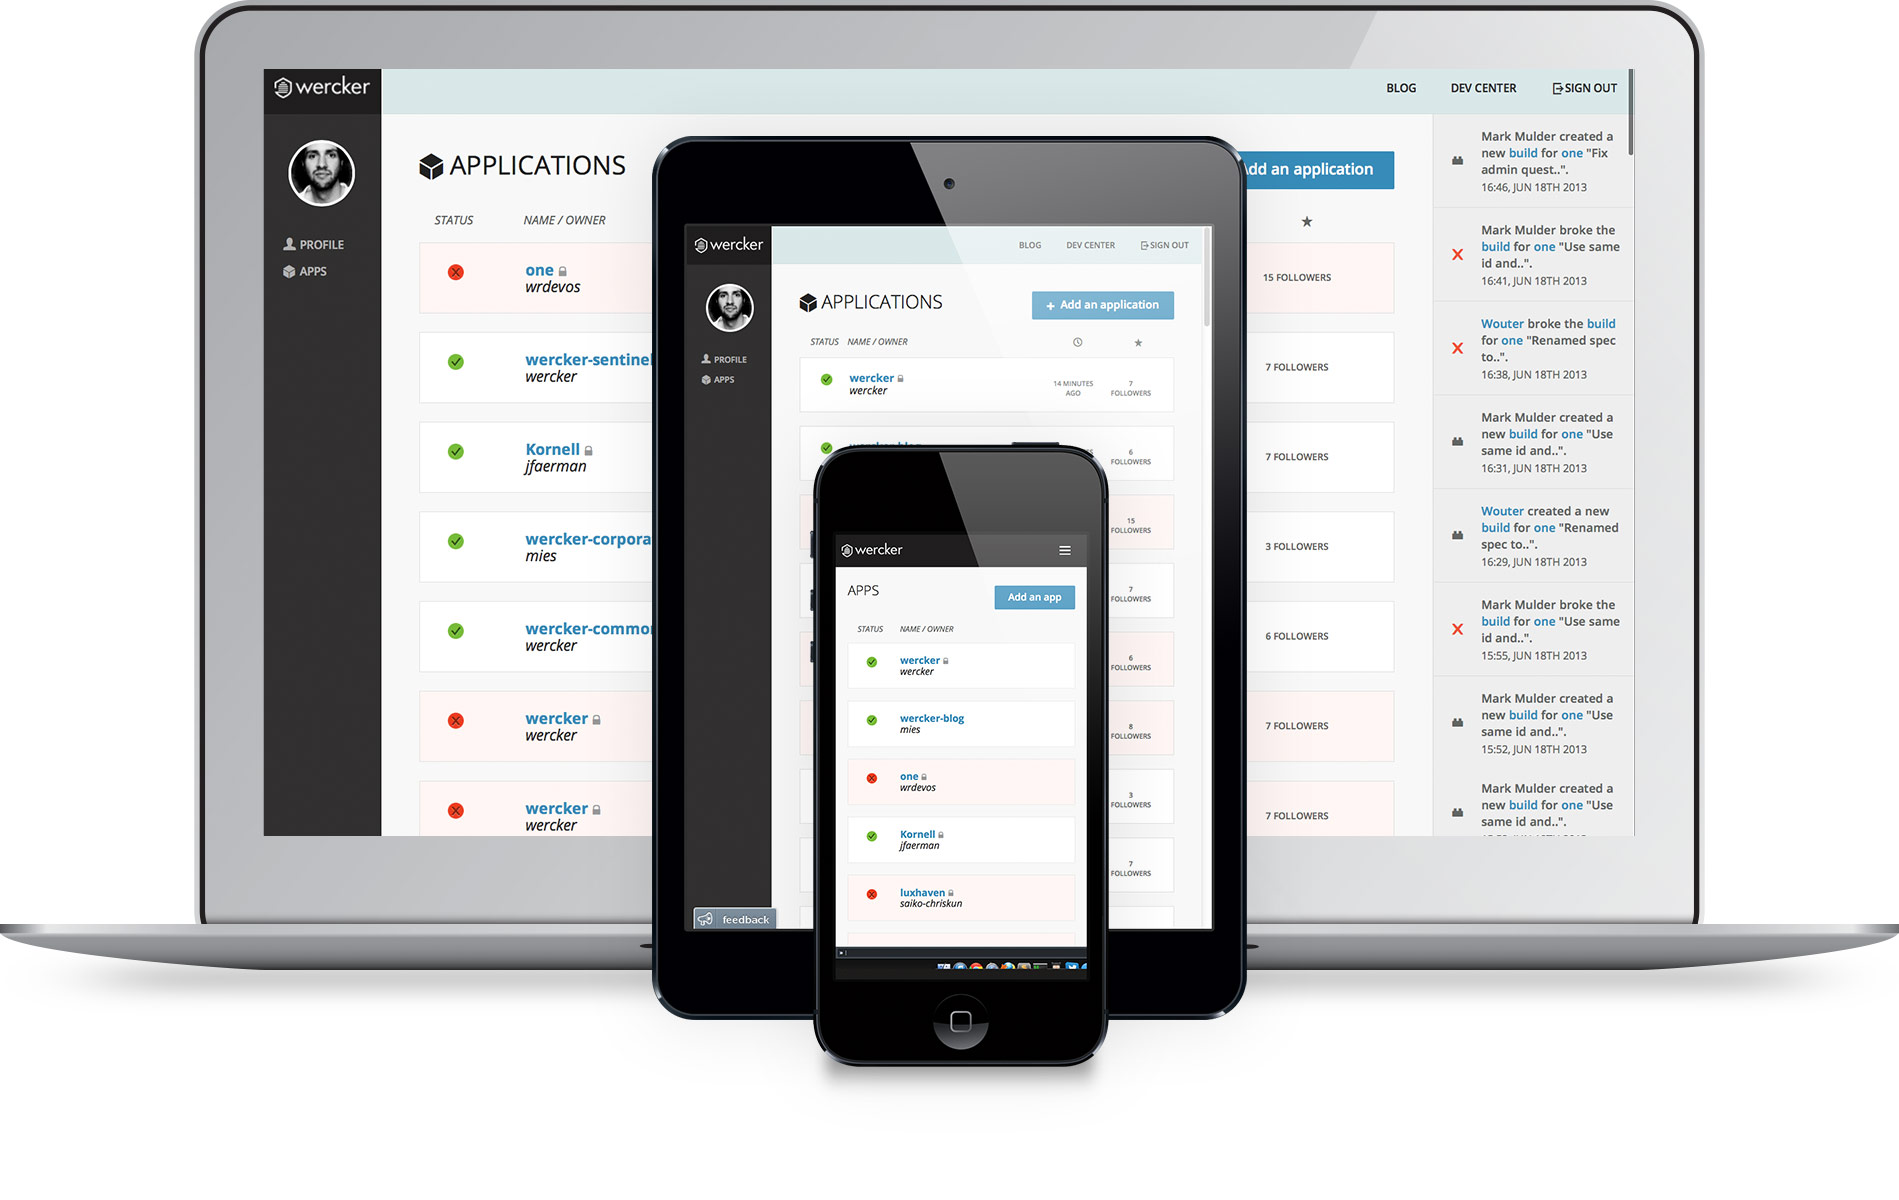 wercker
BLOG
DEV CENTER
SIGN OUT
PROFILE
APPS
APPLICATIONS
Add an application
STATUS
NAME / OWNER
one
wrdevos
15 FOLLOWERS
wercker-sentinel
wercker
7 FOLLOWERS
Kornell
jfaerman
7 FOLLOWERS
wercker-corpora
mies
3 FOLLOWERS
wercker-common
wercker
6 FOLLOWERS
wercker
wercker
7 FOLLOWERS
wercker
wercker
7 FOLLOWERS
Mark Mulder created a
new build for one "Fix
admin quest..".
16:46, JUN 18TH 2013
Mark Mulder broke the
build for one "Use same
id and..".
16:41, JUN 18TH 2013
Wouter broke the build
for one "Renamed spec
to..".
16:38, JUN 18TH 2013
Mark Mulder created a
new build for one "Use
same id and..".
16:31, JUN 18TH 2013
Wouter created a new
build for one "Renamed
spec to..".
16:29, JUN 18TH 2013
Mark Mulder broke the
build for one "Use same
id and..".
15:55, JUN 18TH 2013
Mark Mulder created a
new build for one "Use
same id and..".
15:52, JUN 18TH 2013
Mark Mulder created a
new build for one "Use
same id and..".
wercker
BLOG
DEV CENTER
SIGN OUT
PROFILE
APPS
APPLICATIONS
+ Add an application
STATUS
NAME / OWNER
wercker
wercker
14 MINUTES
AGO
7
FOLLOWERS
6
FOLLOWERS
15
FOLLOWERS
7
FOLLOWERS
6
FOLLOWERS
8
FOLLOWERS
3
FOLLOWERS
7
FOLLOWERS
feedback
wercker
APPS
Add an app
STATUS
NAME / OWNER
wercker
wercker
wercker-blog
mies
one
wrdevos
Kornell
jfaerman
luxhaven
saiko-chriskun